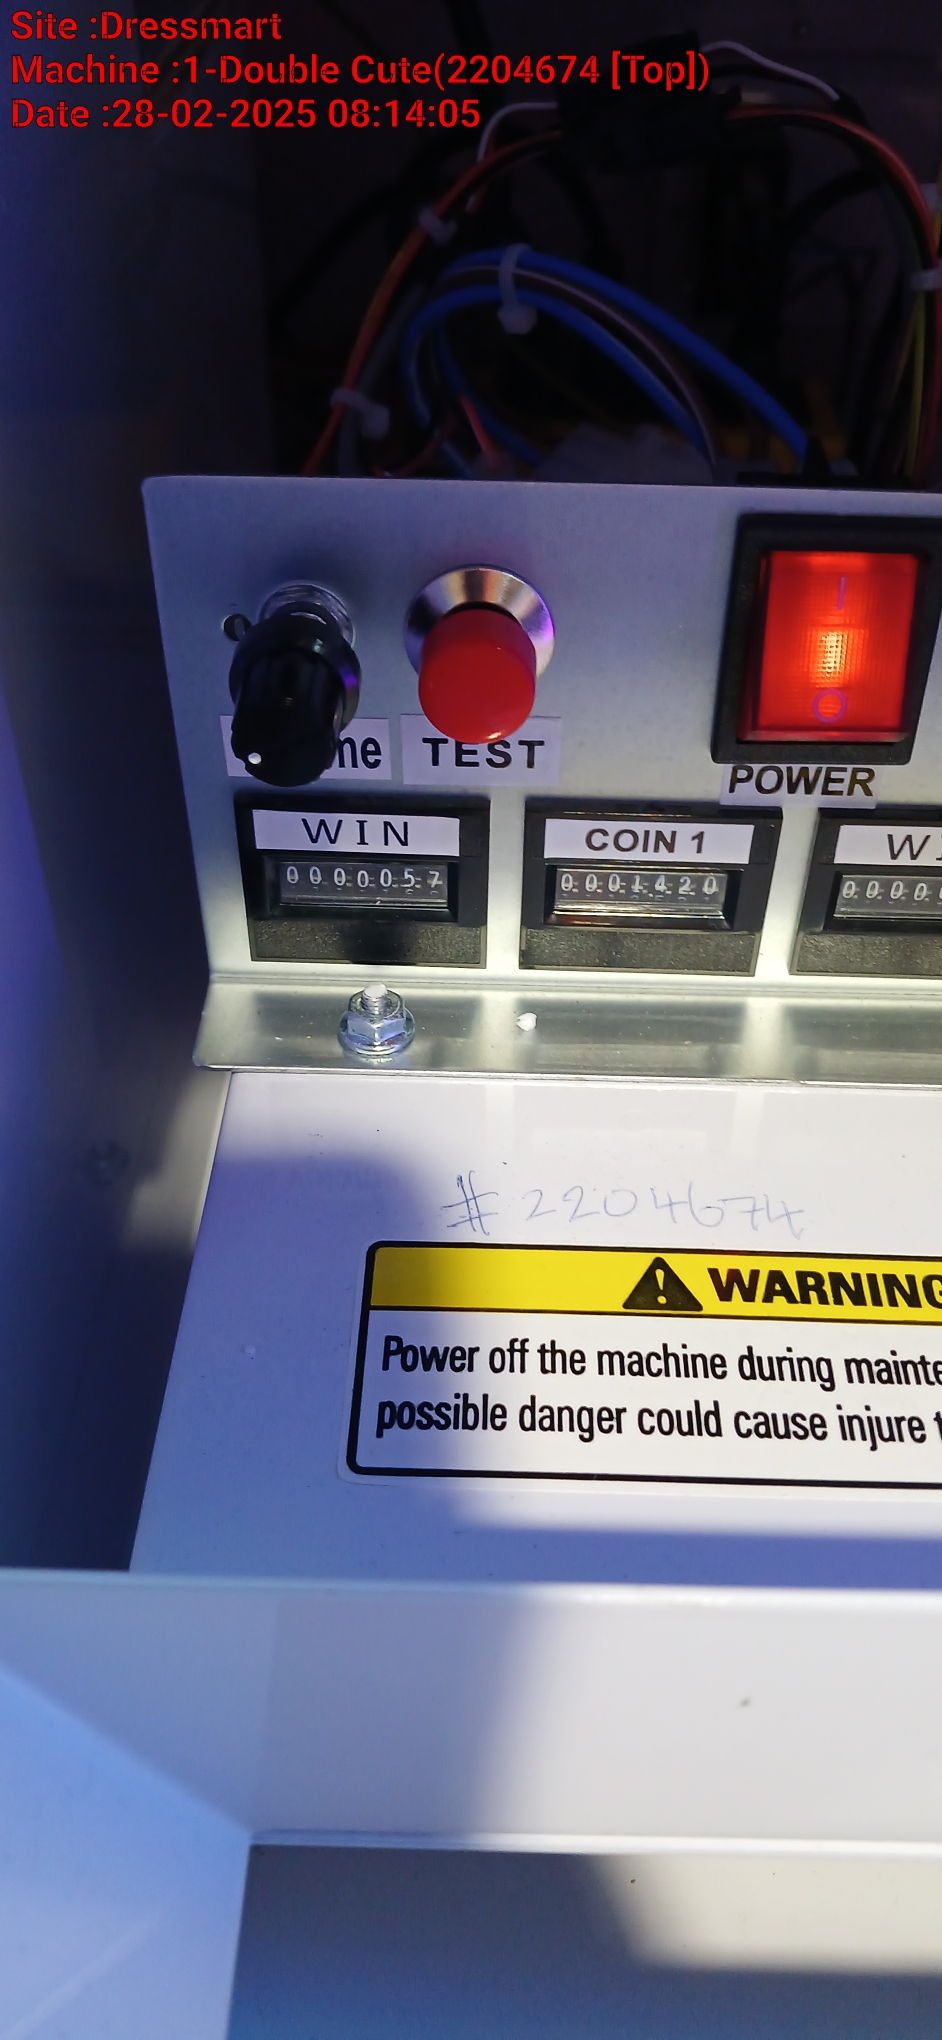 Site :Dressmart
Machine :1-Double Cute(2204674 [Top])
Date :28-02-2025 08:14:05
TEST
POWER
WIN
COIN 1
0000057
0001420
#2204674
WARNING
Power off the machine during mainte
possible danger could cause injure t